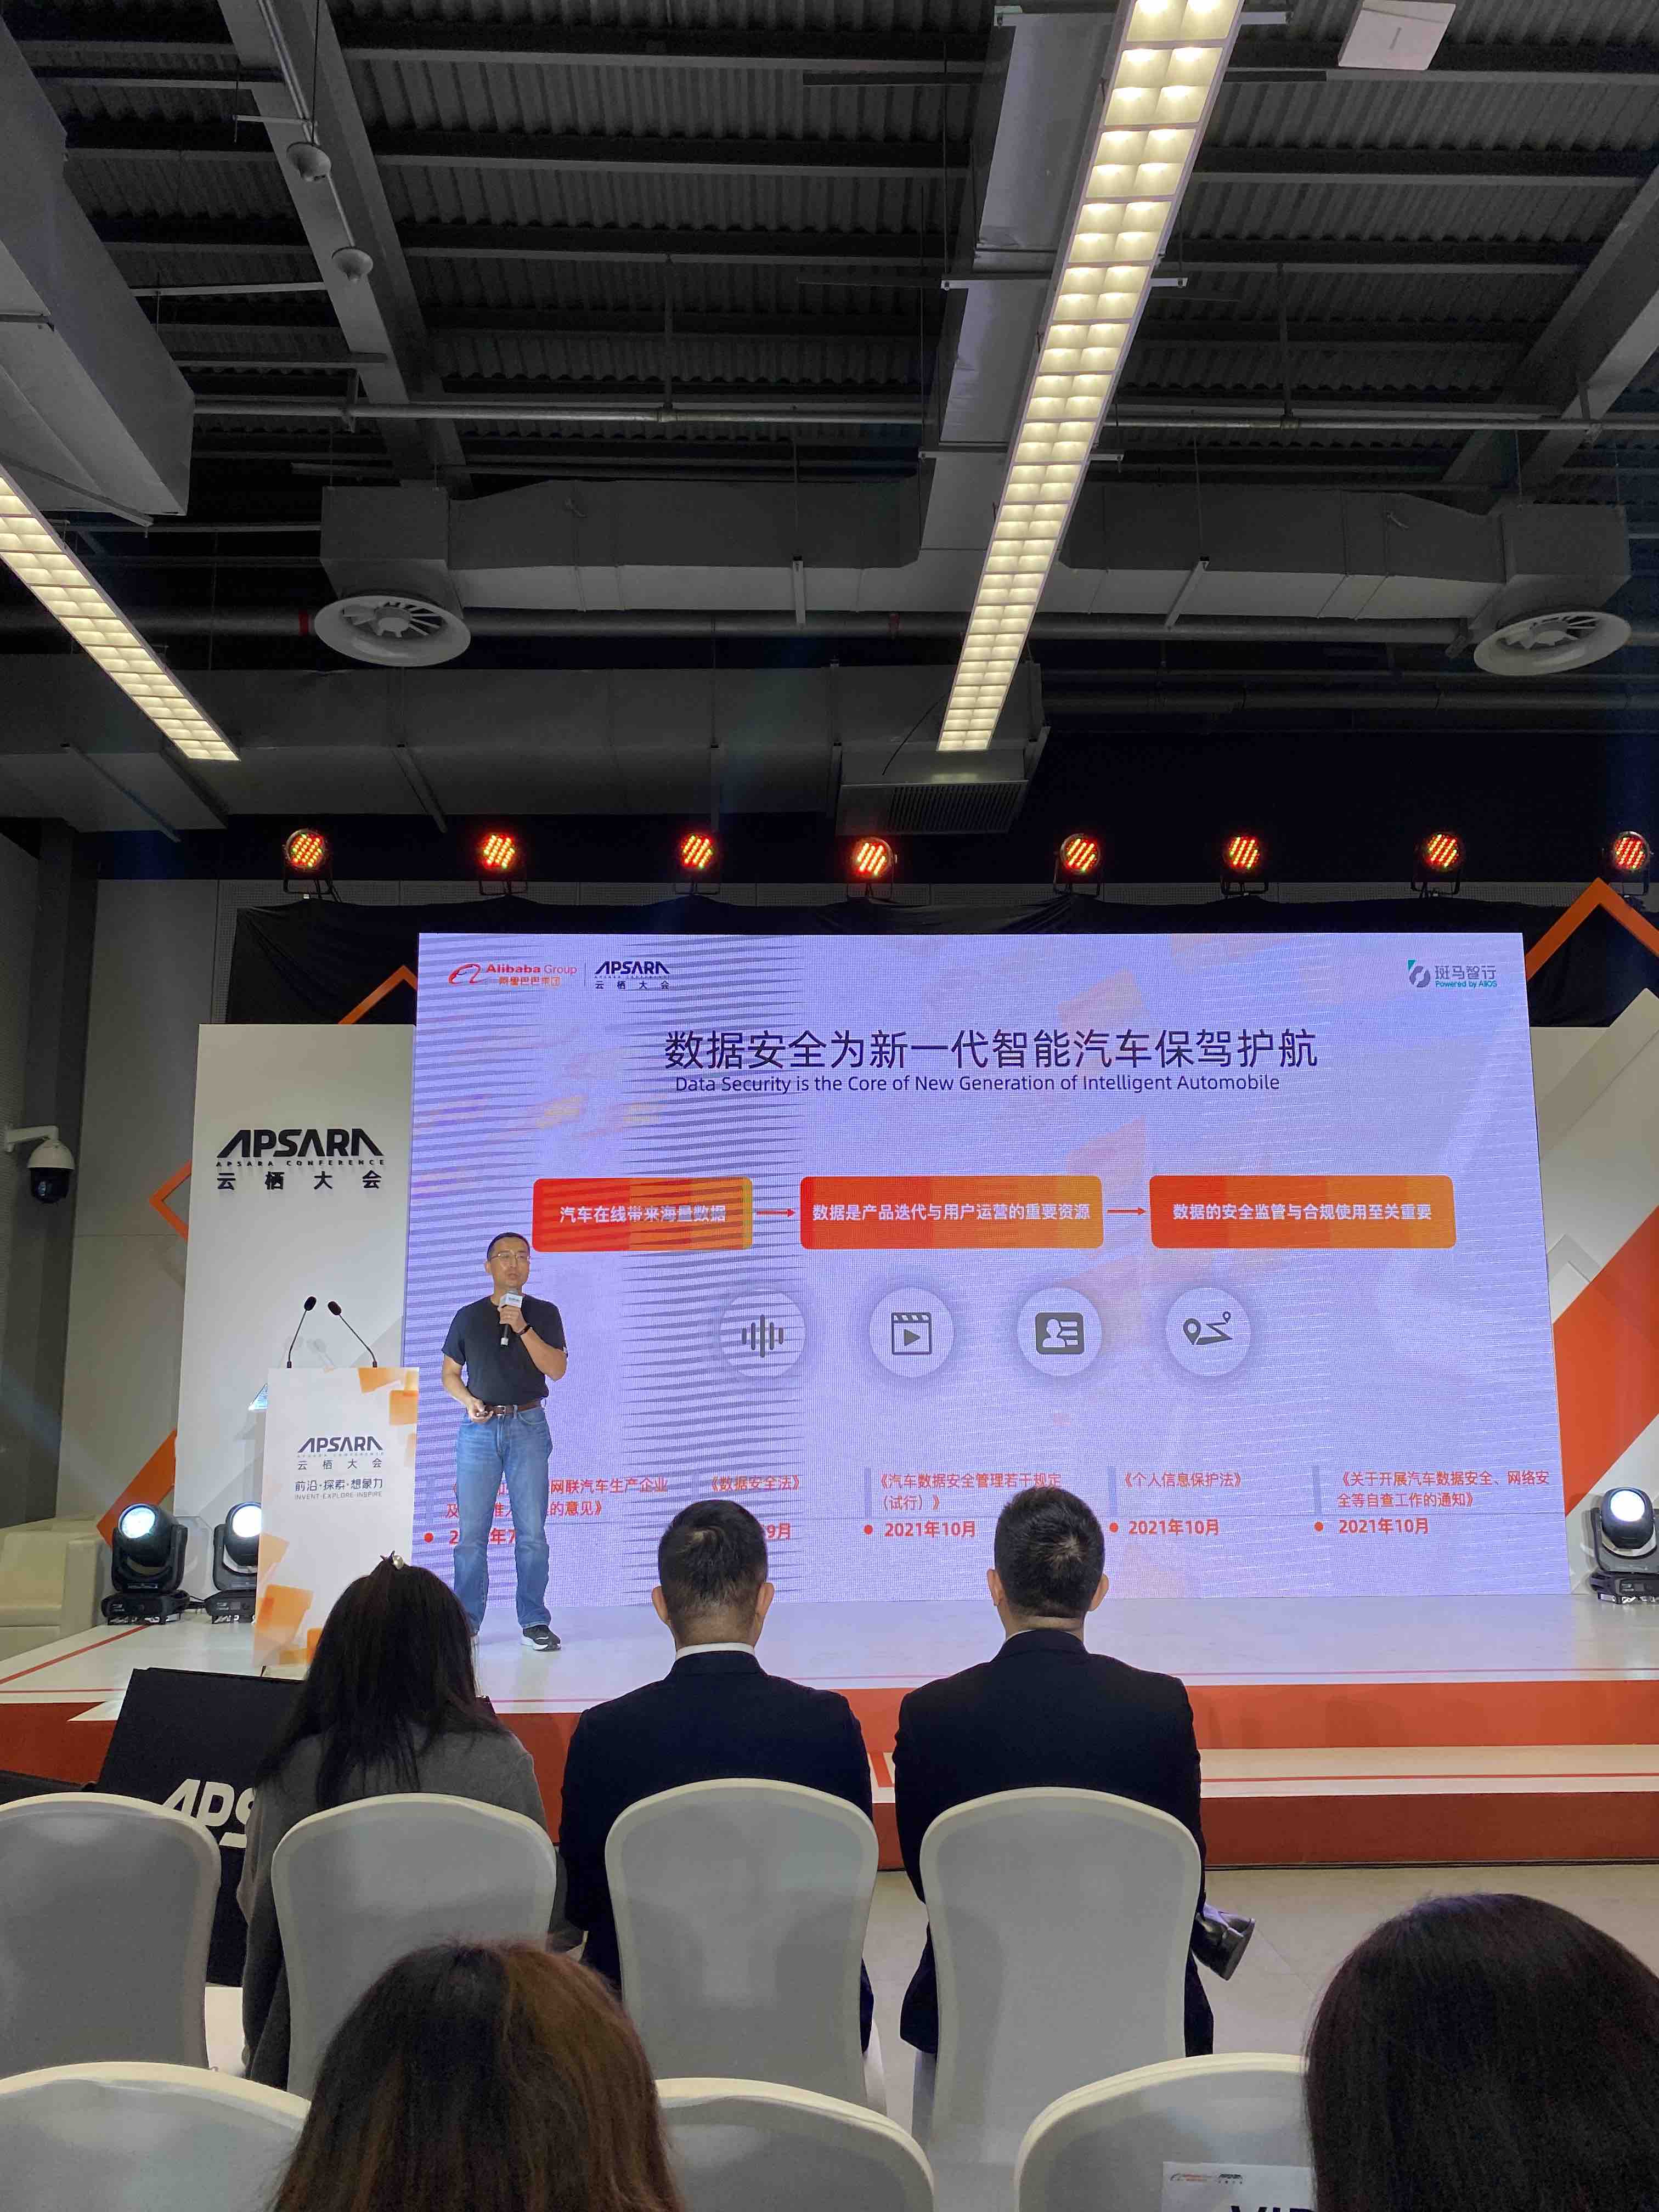 Alibaba Group
阿里巴巴集团
APSARA
云栖大会
斑马智行
Powered by AliOS
数据安全为新一代智能汽车保驾护航
Data Security is the Core of New Generation of Intelligent Automobile
APSARA
APSARA CONFERENCE
云栖大会
汽车在线带来海量数据
数据是产品迭代与用户运营的重要资源
数据的安全监管与合规使用至关重要
APSARA
云栖大会
前沿·探索·想象力
INVENT·EXPLORE·INSPIRE
网联汽车生产企业
及
的意见》
《数据安全法》
9月
《汽车数据安全管理若干规定
（试行）》
2021年10月
《个人信息保护法》
2021年10月
《关于开展汽车数据安全、网络安
全等自查工作的通知》
2021年10月
APS
VIP